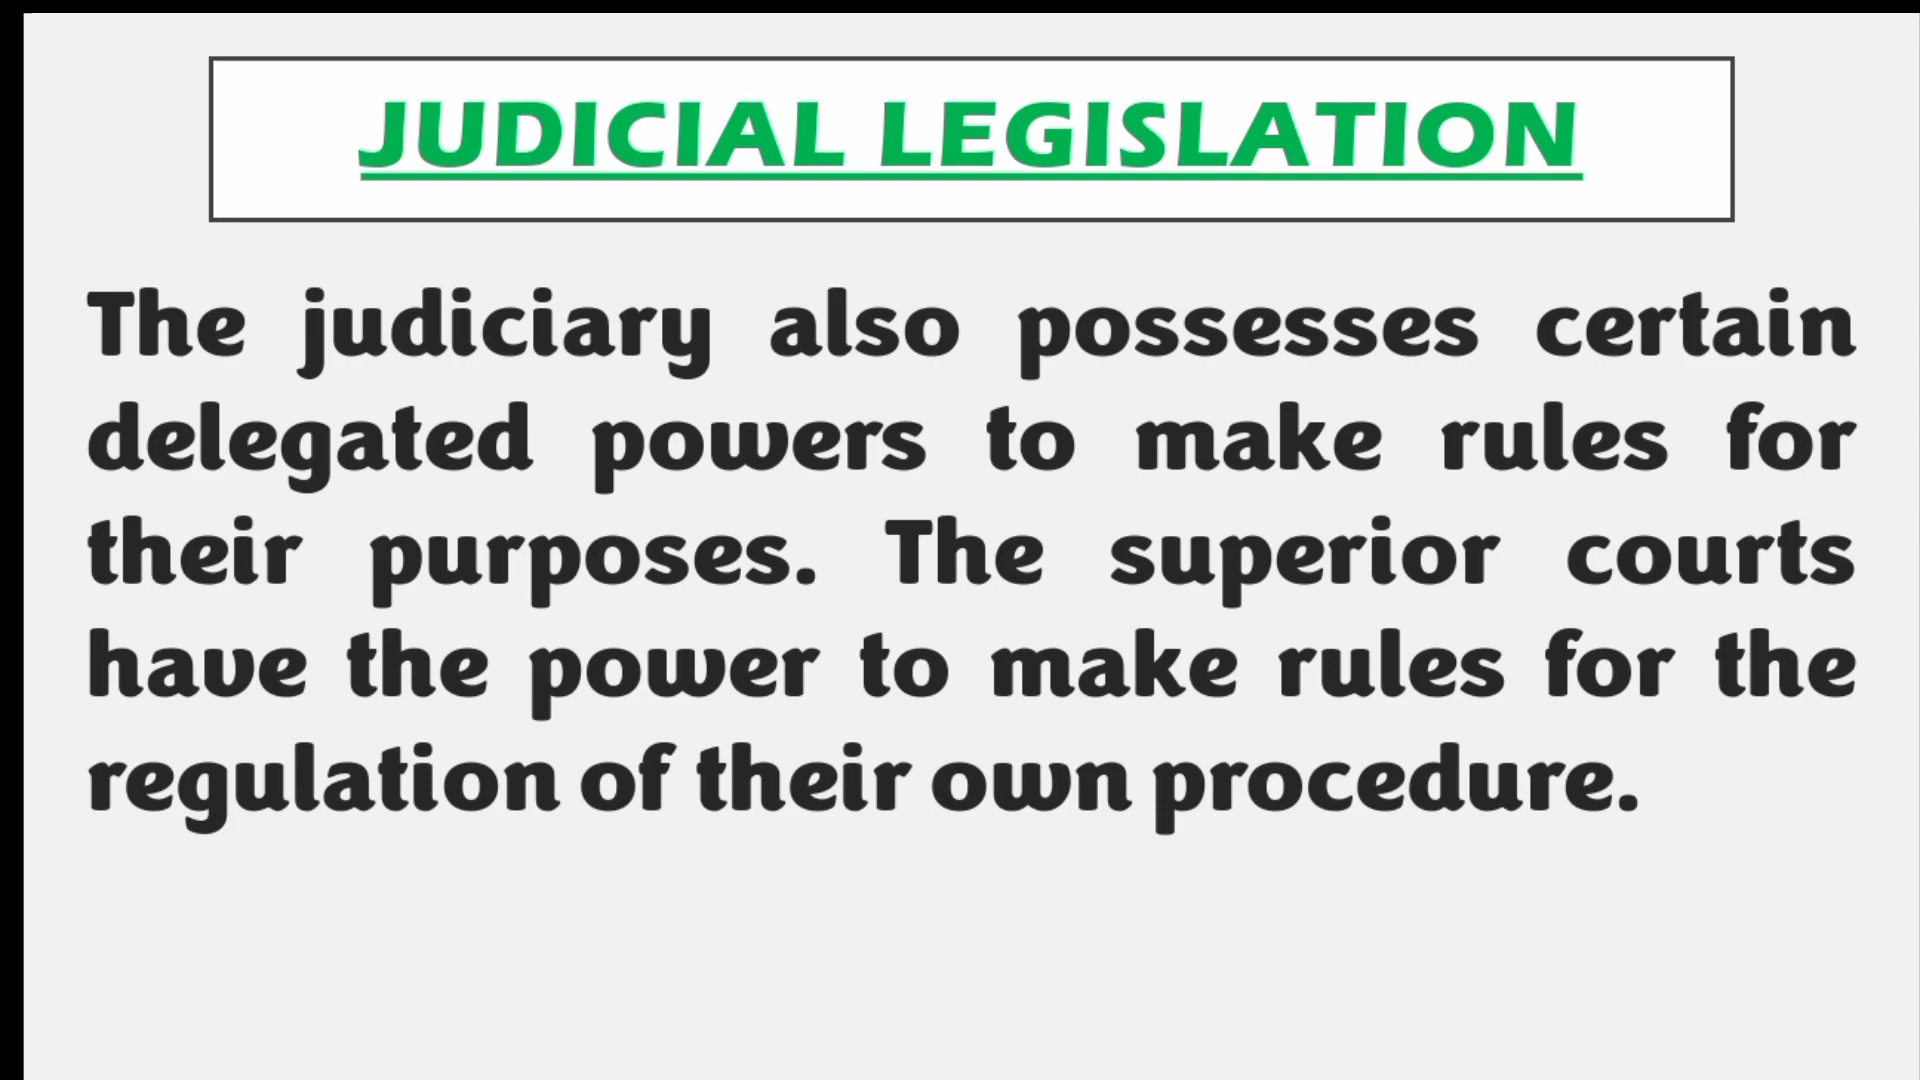 JUDICIAL LEGISLATION
The judiciary also possesses certain
delegated powers to make rules for
their purposes. The superior courts
have the power to make rules for the
regulation of their own procedure.